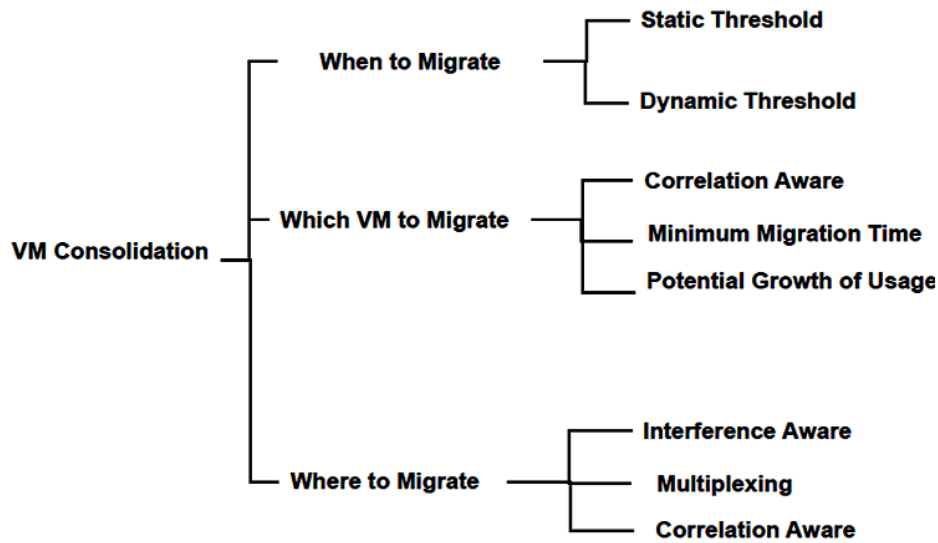 Static Threshold
When to Migrate
Dynamic Threshold
Correlation Aware
Which VM to Migrate
Minimum Migration Time
VM Consolidation
Potential Growth of Usage
Interference Aware
Where to Migrate
Multiplexing
Correlation Aware